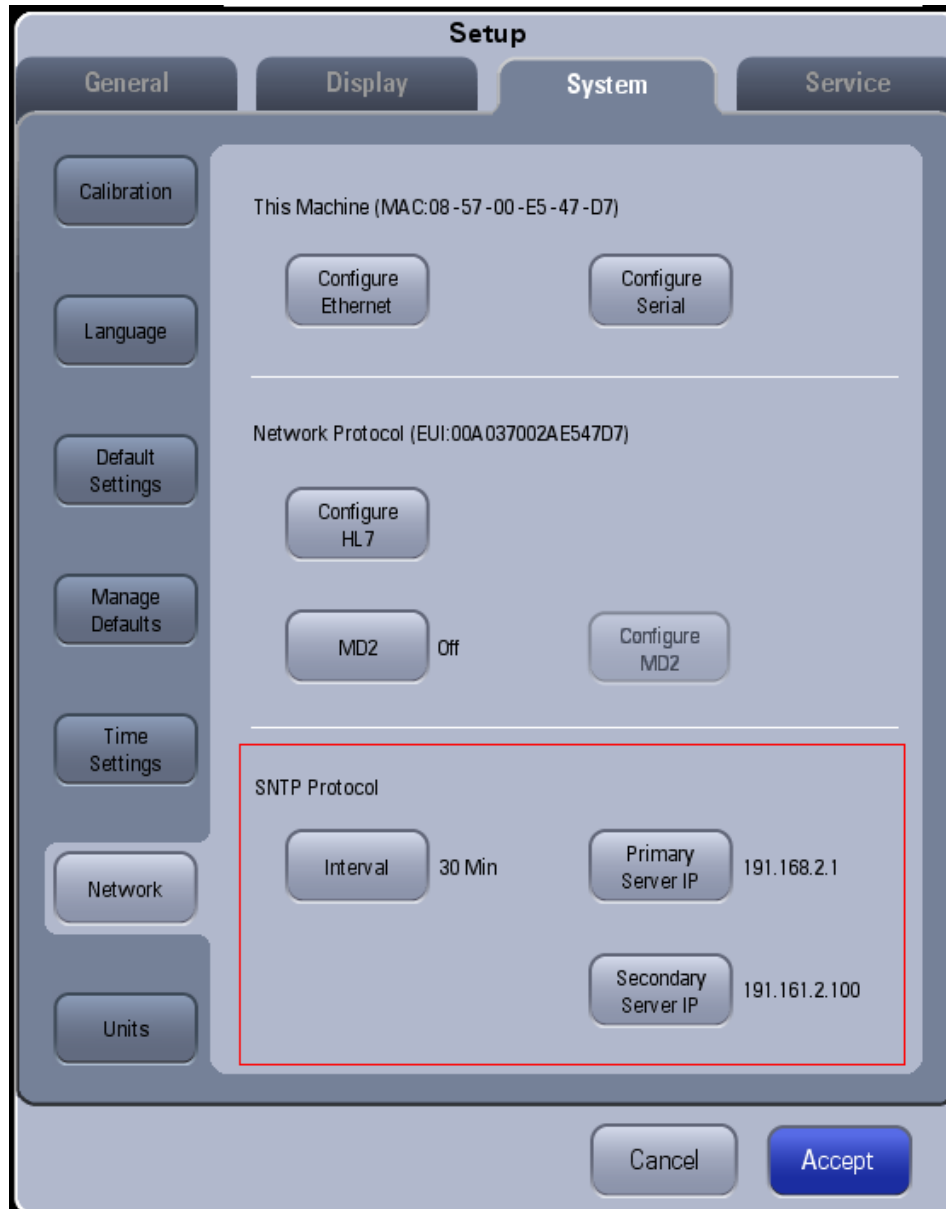 Setup
General
Display
System
Service
Calibration
Language
Default
Settings
Manage
Defaults
Time
Settings
Network
Units
This Machine (MAC:08-57-00-E5-47-D7)
Configure
Ethernet
Configure
Serial
Network Protocol (EUI:00A037002AE547D7)
Configure
HL7
MD2
Off
Configure
MD2
SNTP Protocol
Interval
30 Min
Primary
Server IP
191.168.2.1
Secondary
Server IP
191.161.2.100
Cancel
Accept